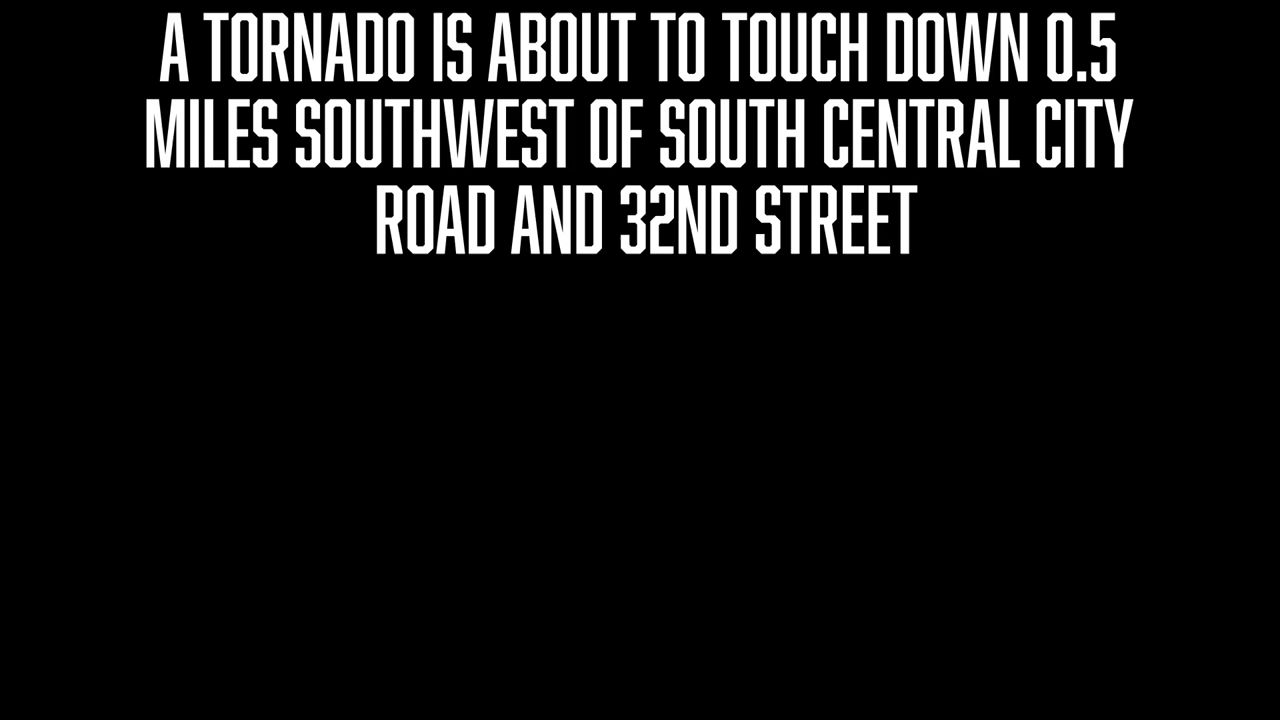 A TORNADO IS ABOUT TO TOUCH DOWN 0.5
MILES SOUTHWEST OF SOUTH CENTRAL CITY
ROAD AND 32ND STREET